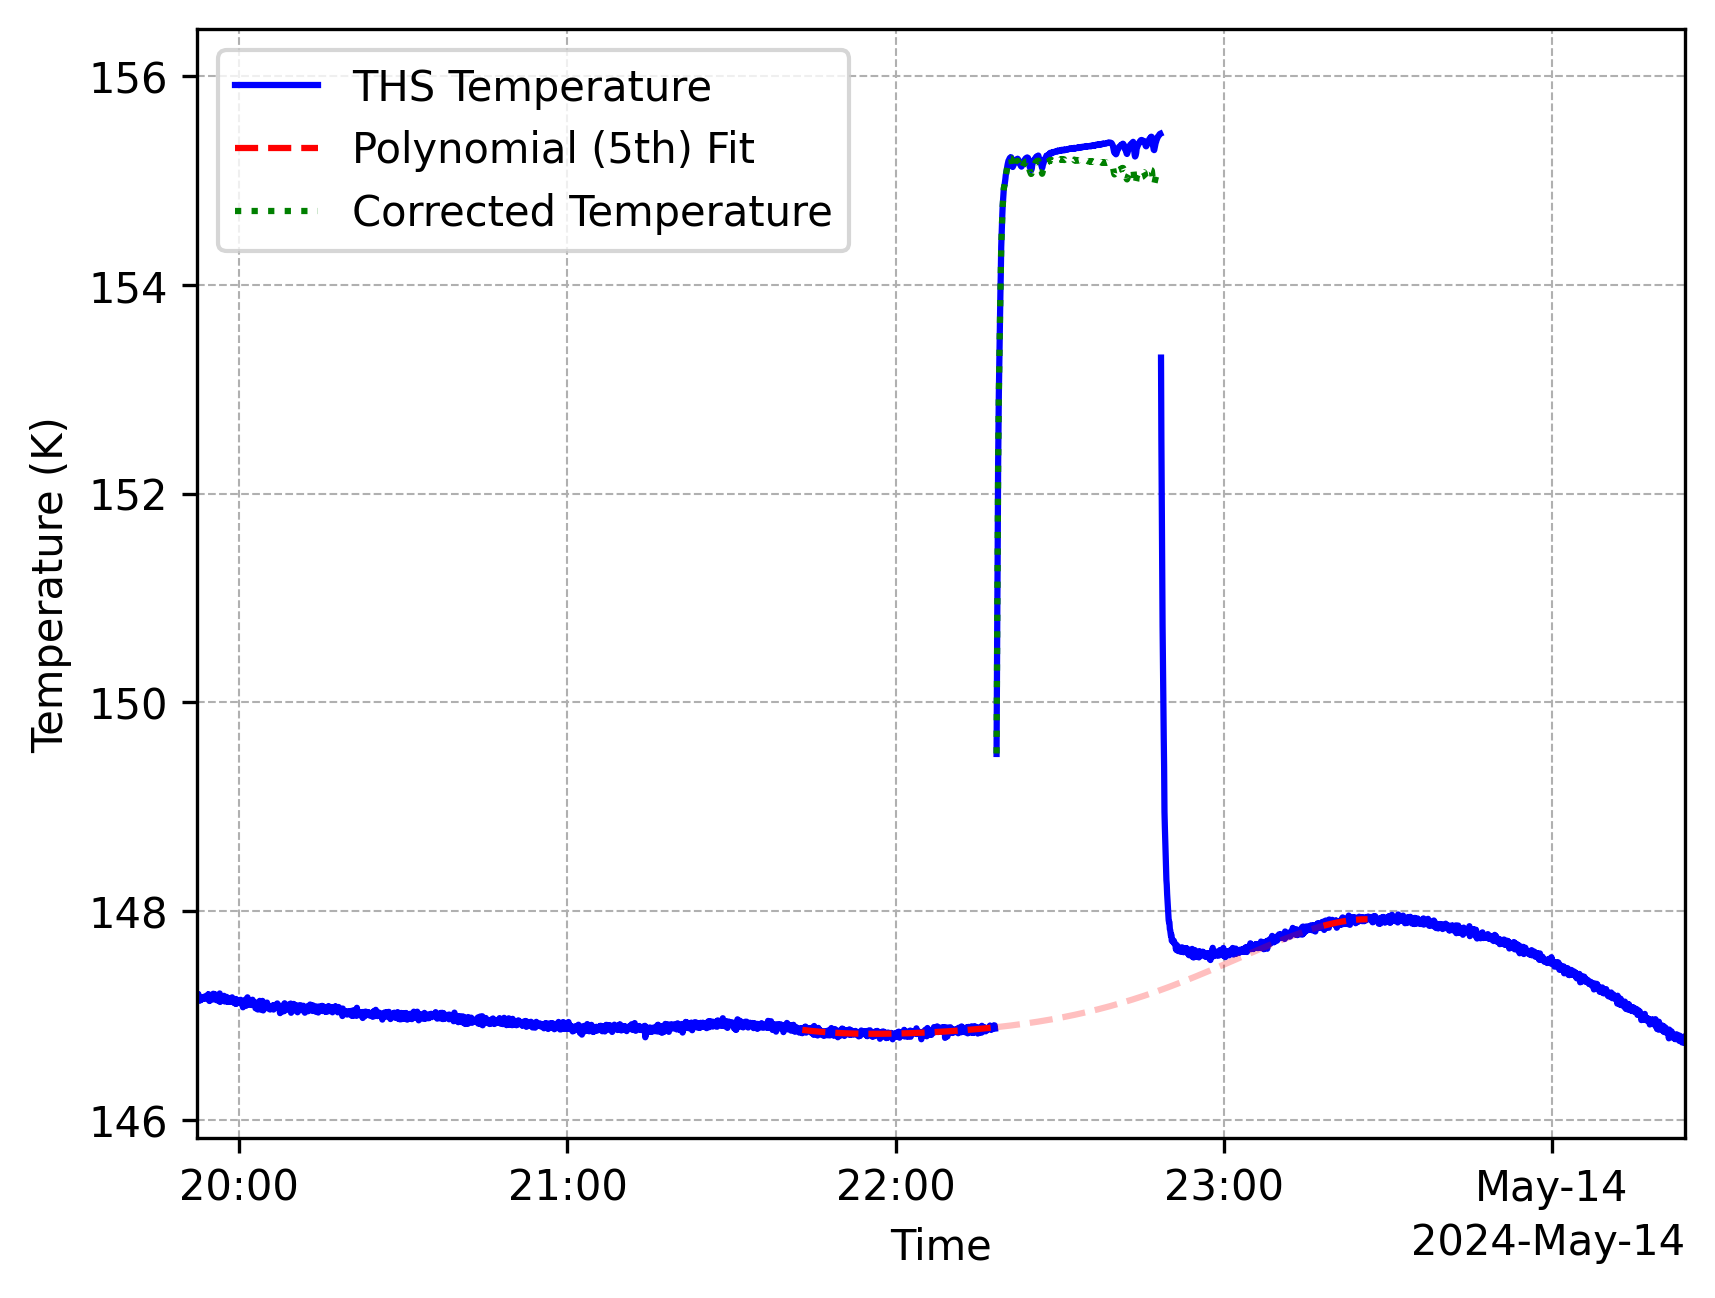 THS Temperature
Polynomial (5th) Fit
Corrected Temperature
156
154
152
150
148
146
Temperature (K)
20:00
21:00
22:00
23:00
May-14
Time
2024-May-14